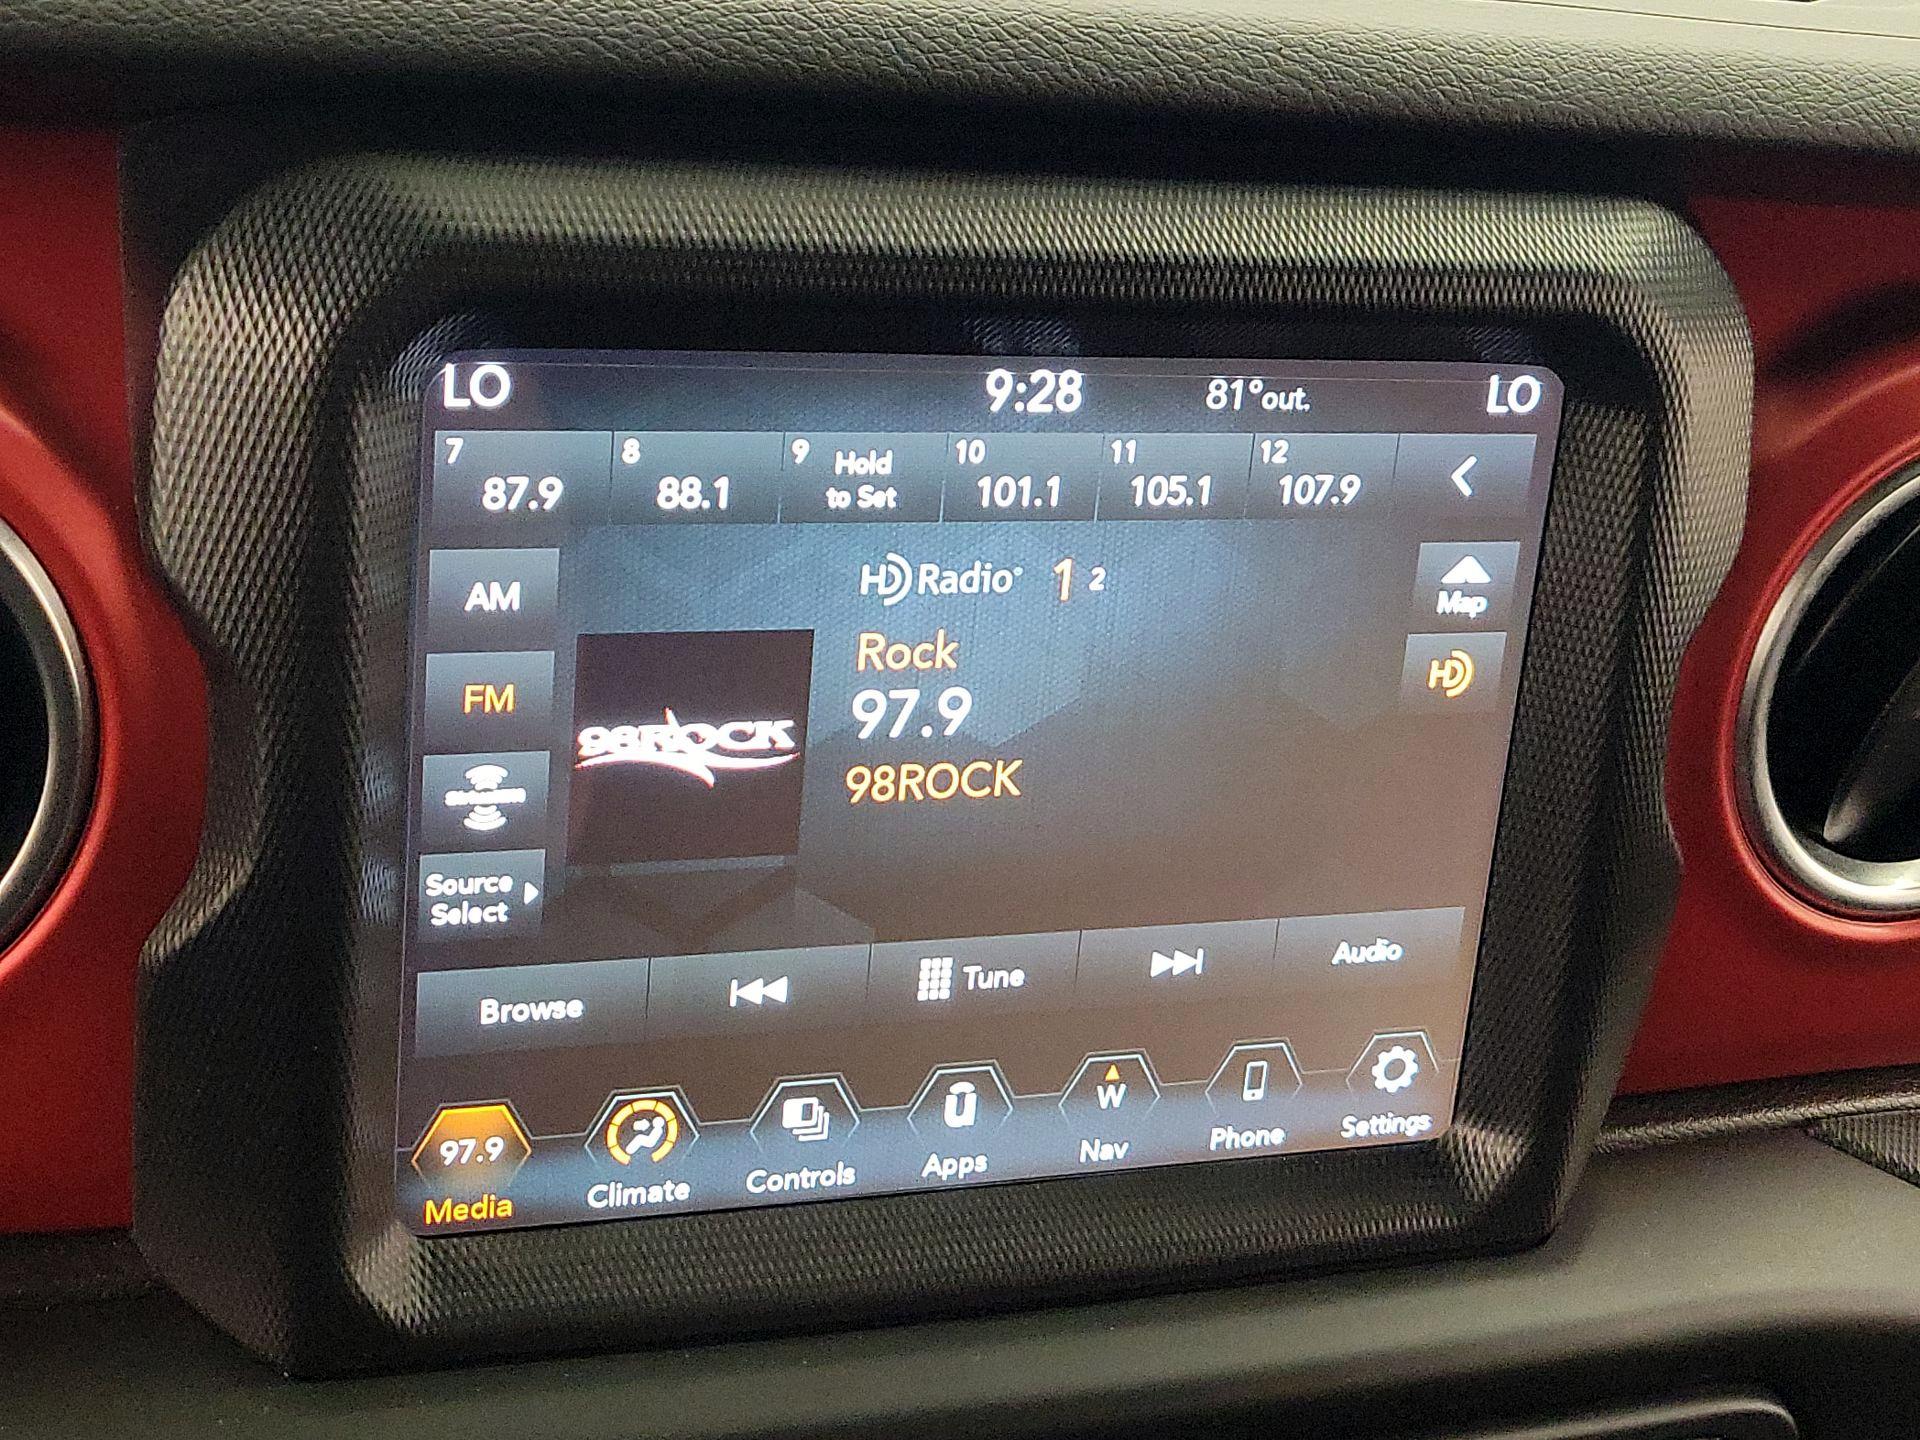 LO 9:28 81°out. LO
7 87.9
8 88.1
9 Hold
to Set
10 101.1
11 105.1
12 107.9
AM
HD Radio® 1 2
Map
Rock
FM
HD
97.9
98ROCK
98ROCK
SiriusXM
Source
Select
Browse
Tune
Audio
97.9
u
W
Media
Climate
Controls
Apps
Nav
Phone
Settings